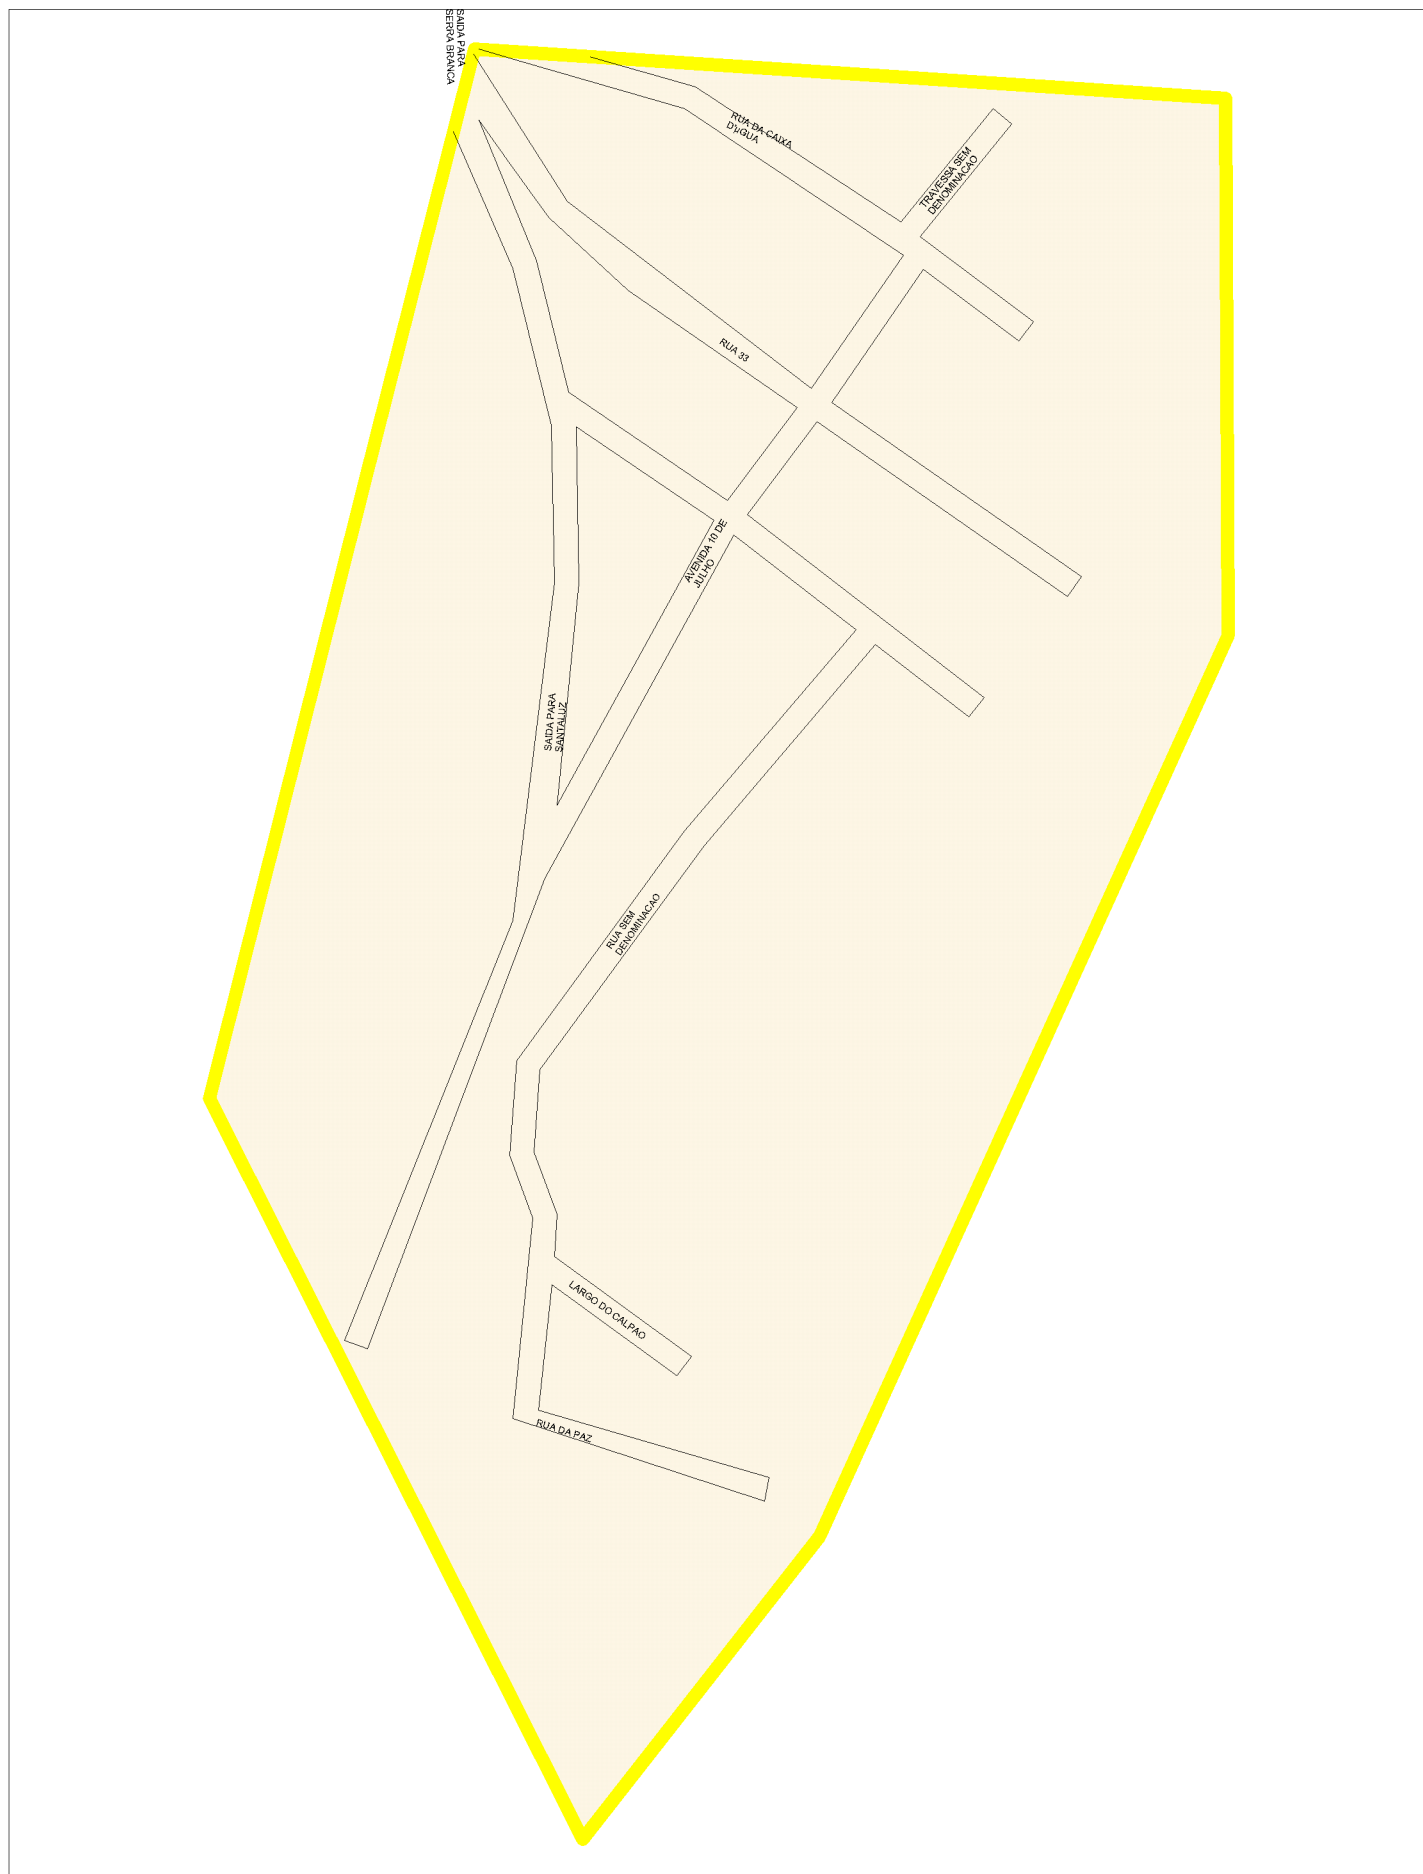 SAIDA PARA
SERRA BRANCA
RUA DA CAIXA
D'µGUA
TRAVESSA SEM
DENOMINACAO
RUA 33
AVENIDA 10 DE
JULHO
SAIDA PARA
SANTALUZ
RUA SEM
DENOMINACAO
LARGO DO CALPAO
RUA DA PAZ